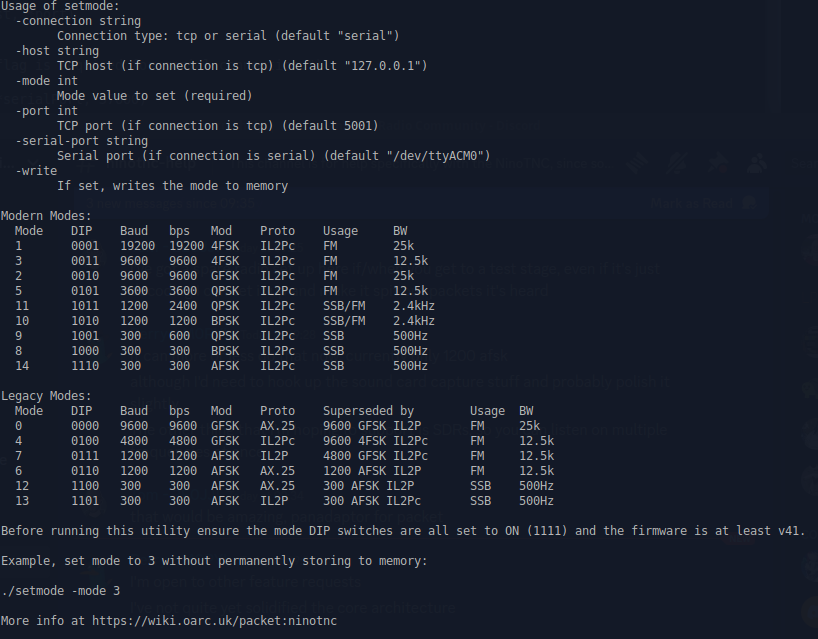 Usage of setmode:
  -connection string
        Connection type: tcp or serial (default "serial")
  -host string
        TCP host (if connection is tcp) (default "127.0.0.1")
  -mode int
        Mode value to set (required)
  -port int
        TCP port (if connection is tcp) (default 5001)
  -serial-port string
        Serial port (if connection is serial) (default "/dev/ttyACM0")
  -write
        If set, writes the mode to memory

Modern Modes:
  Mode    DIP    Baud   bps   Mod    Proto    Usage     BW
  1       0001   19200  19200 4FSK   IL2Pc    FM        25k
  3       0011   9600   9600  4FSK   IL2Pc    FM        12.5k
  2       0010   9600   9600  GFSK   IL2Pc    FM        25k
  5       0101   3600   3600  QPSK   IL2Pc    FM        12.5k
  11      1011   1200   2400  QPSK   IL2Pc    SSB/FM    2.4kHz
  10      1010   1200   1200  BPSK   IL2Pc    SSB/FM    2.4kHz
  9       1001   300    600   QPSK   IL2Pc    SSB       500Hz
  8       1000   300    300   BPSK   IL2Pc    SSB       500Hz
  14      1110   300    300   AFSK   IL2Pc    SSB       500Hz

Legacy Modes:
  Mode    DIP    Baud   bps   Mod    Proto    Superseded by        Usage  BW
  0       0000   9600   9600  GFSK   AX.25    9600 GFSK IL2P       FM     25k
  4       0100   4800   4800  GFSK   IL2Pc    9600 4FSK IL2Pc      FM     12.5k
  7       0111   1200   1200  AFSK   IL2P     4800 GFSK IL2Pc      FM     12.5k
  6       0110   1200   1200  AFSK   AX.25    1200 AFSK IL2P       FM     12.5k
  12      1100   300    300   AFSK   AX.25    300 AFSK IL2P        SSB    500Hz
  13      1101   300    300   AFSK   IL2P     300 AFSK IL2Pc       SSB    500Hz

Before running this utility ensure the mode DIP switches are all set to ON (1111) and the firmware is at least v41.

Example, set mode to 3 without permanently storing to memory:

./setmode -mode 3

More info at https://wiki.oarc.uk/packet:ninotnc